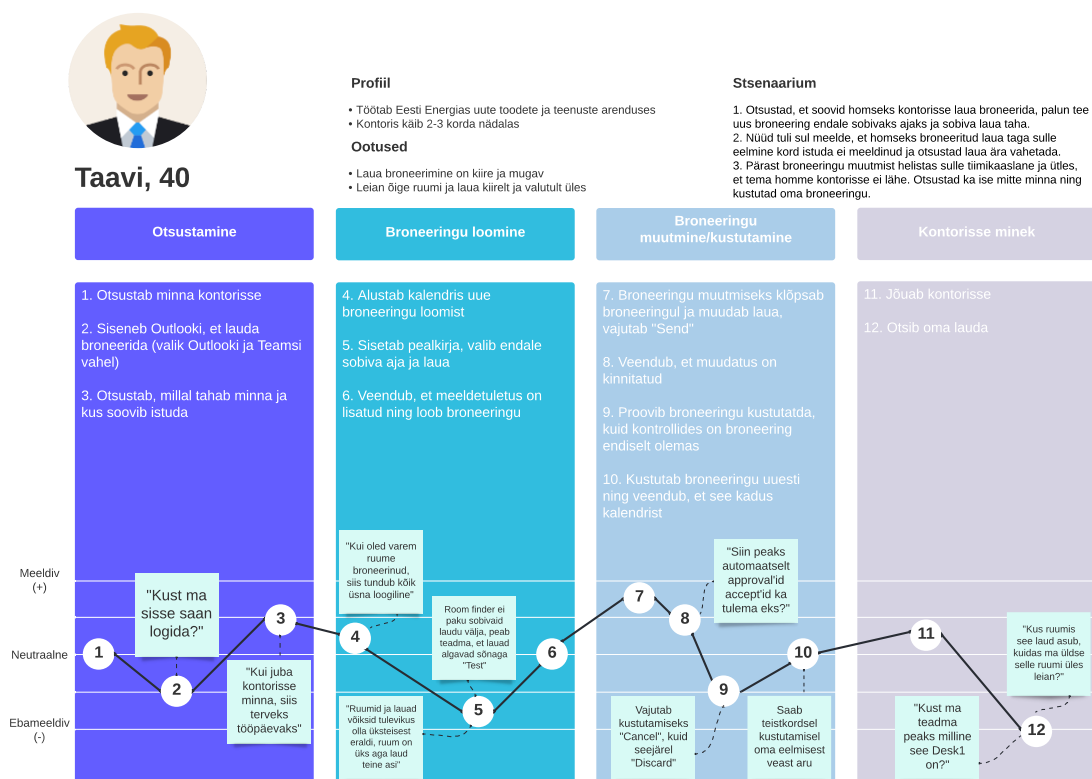 Taavi, 40
Profiil
• Töötab Eesti Energias uute toodete ja teenuste arenduses
• Kontoris käib 2-3 korda nädalas
Ootused
• Laua broneerimine on kiire ja mugav
• Leian õige ruumi ja laua kiirelt ja valutult üles
Stsenaarium
1. Otsustad, et soovid homseks kontorisse laua broneerida, palun tee
uus broneering endale sobivaks ajaks ja sobiva laua taha.
2. Nüüd tuli sul meelde, et homseks broneeritud laua taga sulle
eelmine kord istuda ei meeldinud ja otsustad laua ära vahetada.
3. Pärast broneeringu muutmist helistas sulle tiimikaaslane ja ütles,
et tema homme kontorisse ei lähe. Otsustad ka ise mitte minna ning
kustutad oma broneeringu.
Otsustamine
Broneeringu loomine
Broneeringu
muutmine/kustutamine
Kontorisse minek
1. Otsustab minna kontorisse
2. Siseneb Outlooki, et lauda
broneerida (valik Outlooki ja Teamsi
vahel)
3. Otsustab, millal tahab minna ja
kus soovib istuda
4. Alustab kalendris uue
broneeringu loomist
5. Sisetab pealkirja, valib endale
sobiva aja ja laua
6. Veendub, et meeldetuletus on
lisatud ning loob broneeringu
7. Broneeringu muutmiseks klõpsab
broneeringul ja muudab laua,
vajutab "Send"
8. Veendub, et muudatus on
kinnitatud
9. Proovib broneeringu kustutatda,
kuid kontrollides on broneering
endiselt olemas
10. Kustutab broneeringu uuesti
ning veendub, et see kadus
kalendrist
11. Jõuab kontorisse
12. Otsib oma lauda
Meeldiv
(+)
Neutraalne
Ebameeldiv
(-)
1
"Kust ma
sisse saan
logida?"
2
3
"Kui juba
kontorisse
minna, siis
terveks
tööpäevaks"
"Kui oled varem
ruume
broneerinud,
siis tundub kõik
üsna loogiline"
4
Room finder ei
paku sobivaid
laudu välja, peab
teadma, et lauad
algavad sõnaga
"Test"
"Ruumid ja lauad
võiksid tulevikus
olla üksteisest
eraldi, ruum on
üks aga laud
teine asi"
5
6
7
"Siin peaks
automaatselt
approval'id
accept'id ka
tulema eks?"
8
Vajutab
kustutamiseks
"Cancel", kuid
seejärel
"Discard"
9
10
Saab
teistkordsel
kustutamisel
oma eelmisest
veast aru
11
"Kus ruumis
see laud asub,
kuidas ma üldse
selle ruumi üles
leian?"
"Kust ma
teadma
peaks milline
see Desk1
on?"
12